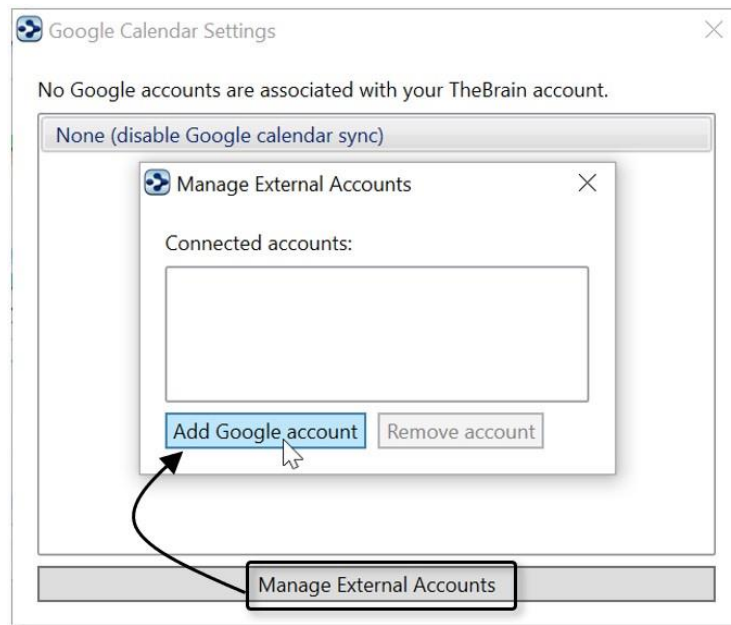 Google Calendar Settings
No Google accounts are associated with your TheBrain account.
None (disable Google calendar sync)
Manage External Accounts
Connected accounts:
Add Google account
Remove account
Manage External Accounts